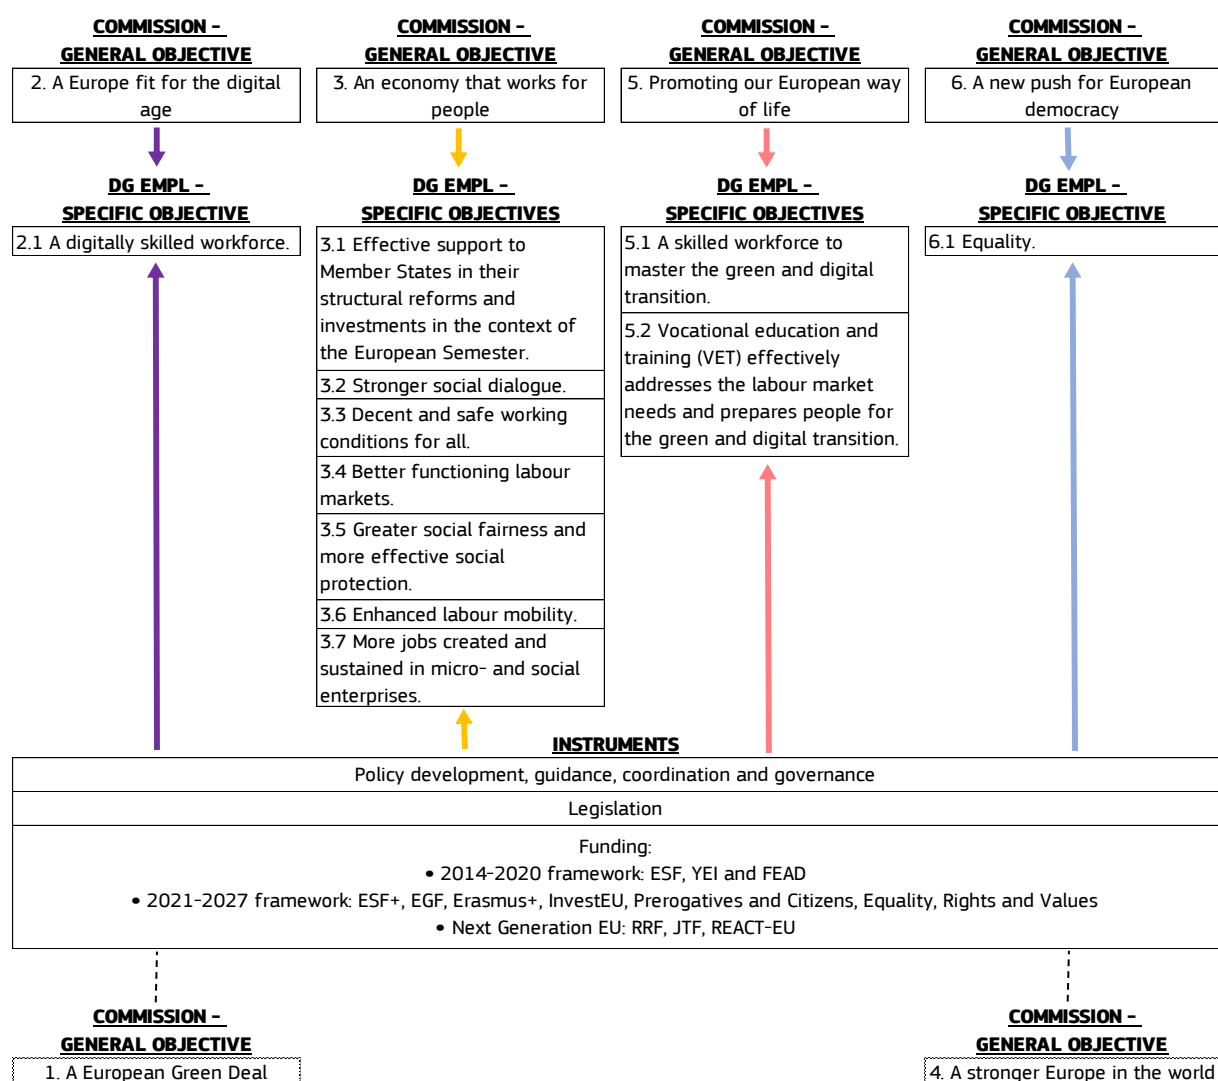 COMMISSION –
GENERAL OBJECTIVE
2. A Europe fit for the digital
age
COMMISSION –
GENERAL OBJECTIVE
3. An economy that works for
people
COMMISSION –
GENERAL OBJECTIVE
5. Promoting our European way
of life
COMMISSION –
GENERAL OBJECTIVE
6. A new push for European
democracy
DG EMPL –
SPECIFIC OBJECTIVE
2.1 A digitally skilled workforce.
DG EMPL –
SPECIFIC OBJECTIVES
3.1 Effective support to
Member States in their
structural reforms and
investments in the context of
the European Semester.
3.2 Stronger social dialogue.
3.3 Decent and safe working
conditions for all.
3.4 Better functioning labour
markets.
3.5 Greater social fairness and
more effective social
protection.
3.6 Enhanced labour mobility.
3.7 More jobs created and
sustained in micro- and social
enterprises.
DG EMPL –
SPECIFIC OBJECTIVES
5.1 A skilled workforce to
master the green and digital
transition.
5.2 Vocational education and
training (VET) effectively
addresses the labour market
needs and prepares people for
the green and digital transition.
DG EMPL –
SPECIFIC OBJECTIVE
6.1 Equality.
INSTRUMENTS
Policy development, guidance, coordination and governance
Legislation
Funding:
• 2014-2020 framework: ESF, YEI and FEAD
• 2021-2027 framework: ESF+, EGF, Erasmus+, InvestEU, Prerogatives and Citizens, Equality, Rights and Values
• Next Generation EU: RRF, JTF, REACT-EU
COMMISSION –
GENERAL OBJECTIVE
1. A European Green Deal
COMMISSION –
GENERAL OBJECTIVE
4. A stronger Europe in the world